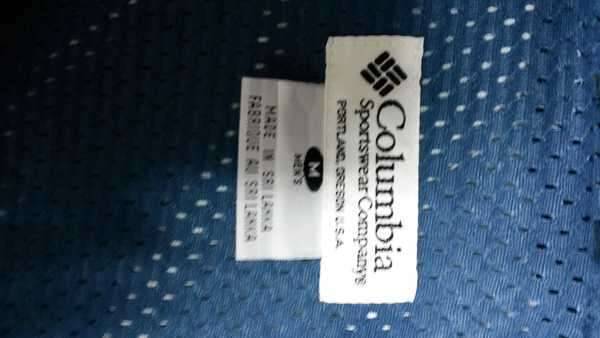 Columbia
Sportswear Company®
PORTLAND, OREGON U.S.A.
M
MEN'S
MADE IN SRI LANKA
FABRIQUE AU SRI LANKA